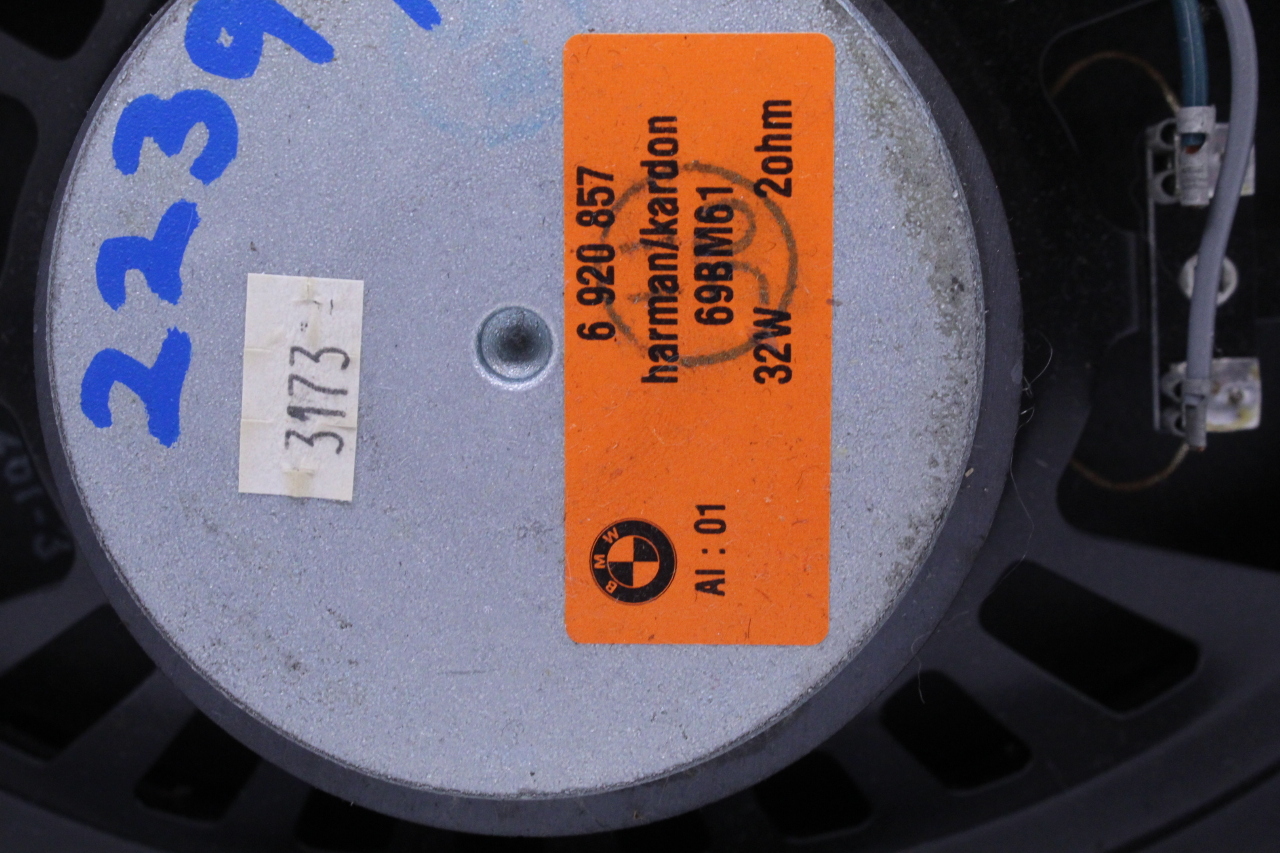 2239
3173
6 920 857
harman/kardon
69BM61
32W 2ohm
BMW
AI : 01